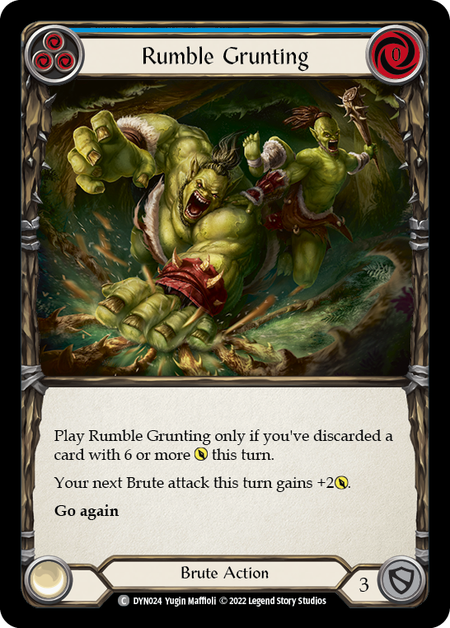 Rumble Grunting
0
Play Rumble Grunting only if you've discarded a
card with 6 or more this turn.
Your next Brute attack this turn gains +2.
Go again
Brute Action
3
C DYN024 Yugin Maffioli © 2022 Legend Story Studios